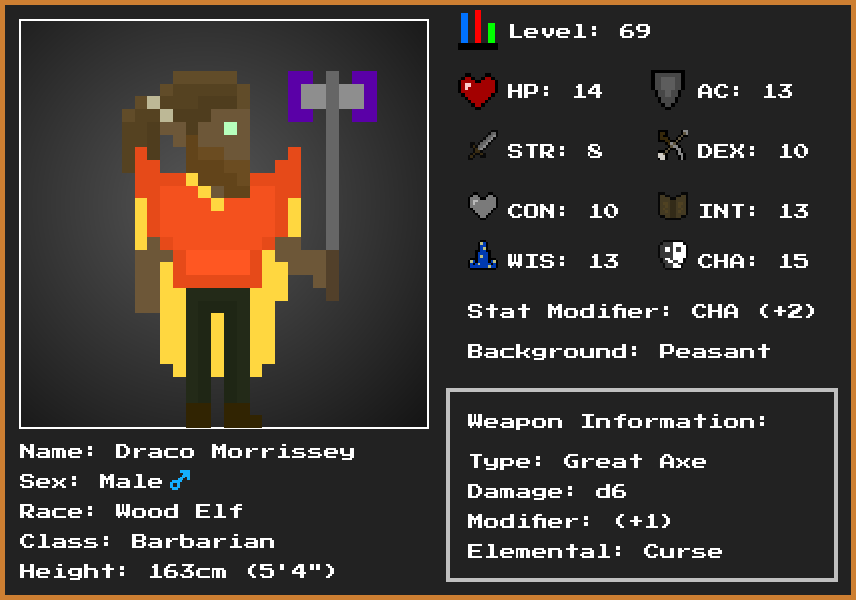 Level: 69
HP: 14
AC: 13
STR: 8
DEX: 10
CON: 10
INT: 13
WIS: 13
CHA: 15
Stat Modifier: CHA (+2)
Background: Peasant
Weapon Information:
Type: Great Axe
Damage: d6
Modifier: (+1)
Elemental: Curse
Name: Draco Morrissey
Sex: Male ♂
Race: Wood Elf
Class: Barbarian
Height: 163cm (5'4")